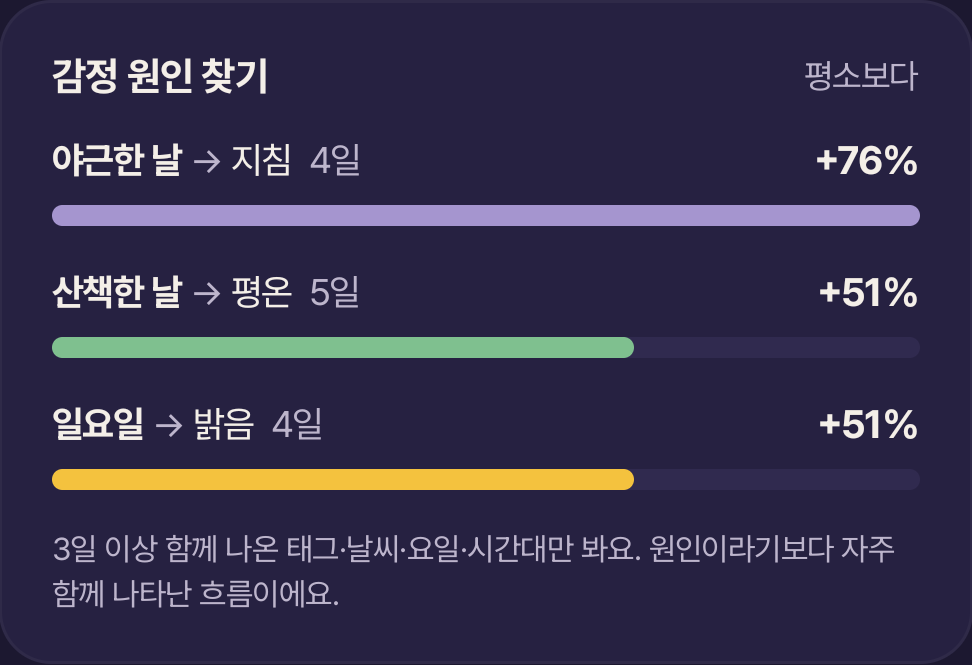 감정 원인 찾기 평소보다
야근한 날 → 지침 4일 +76%
산책한 날 → 평온 5일 +51%
일요일 → 밝음 4일 +51%
3일 이상 함께 나온 태그·날씨·요일·시간대만 봐요. 원인이라기보다 자주
함께 나타난 흐름이에요.